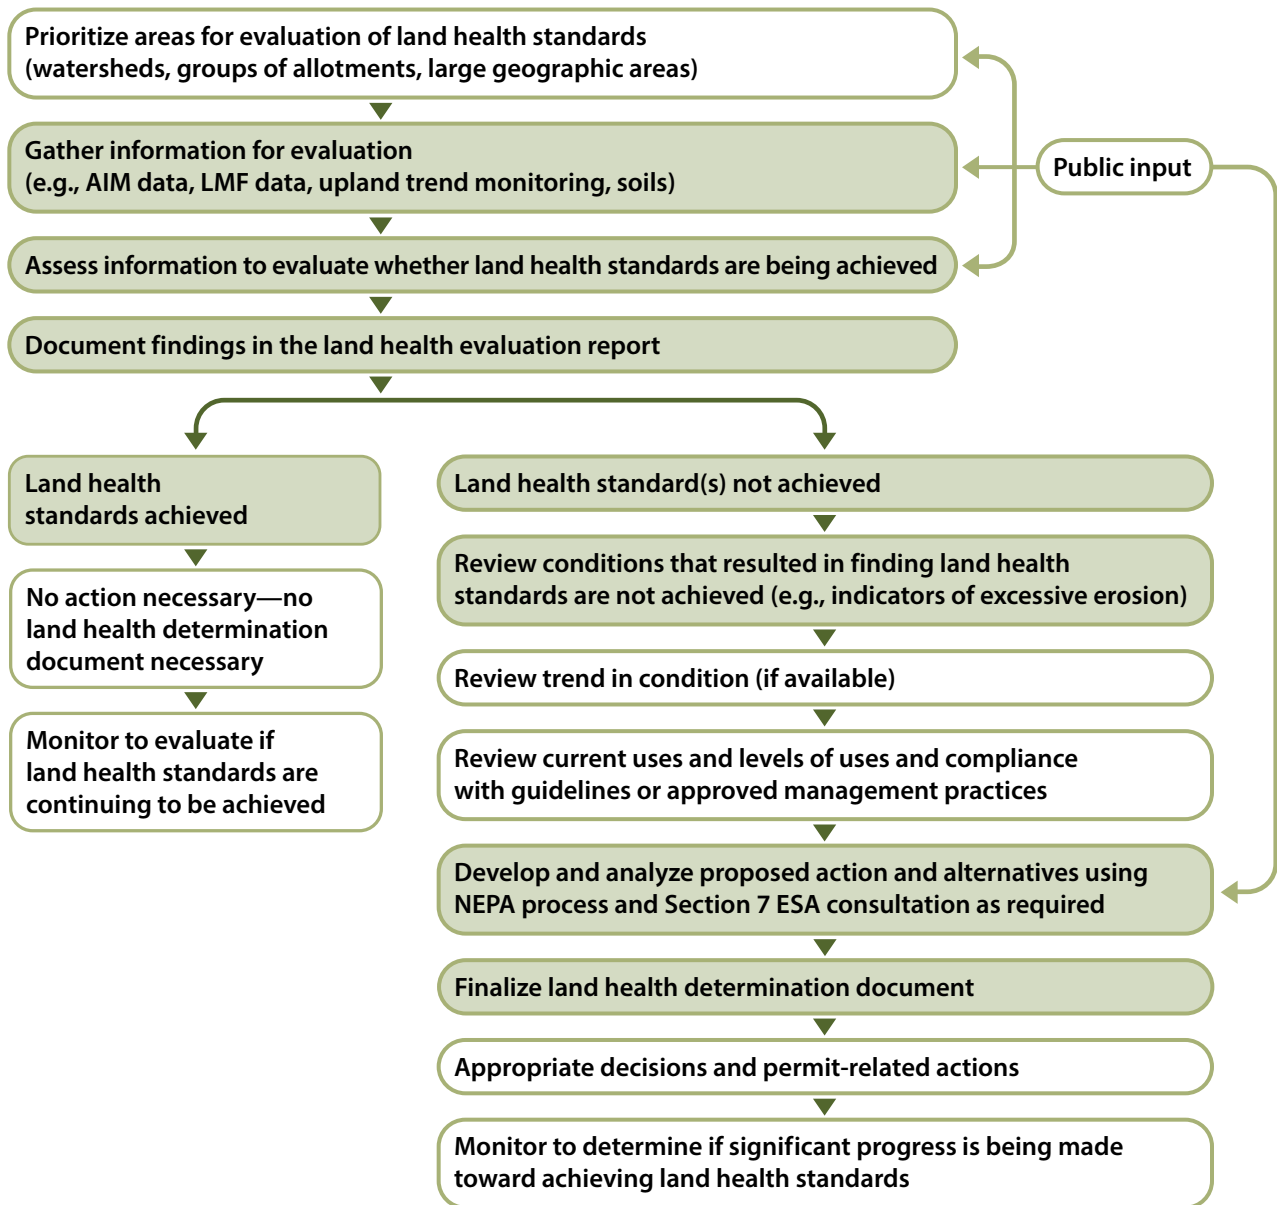 Prioritize areas for evaluation of land health standards
(watersheds, groups of allotments, large geographic areas)
Gather information for evaluation
(e.g., AIM data, LMF data, upland trend monitoring, soils)
Public input
Assess information to evaluate whether land health standards are being achieved
Document findings in the land health evaluation report
Land health
standards achieved
No action necessary—no
land health determination
document necessary
Monitor to evaluate if
land health standards are
continuing to be achieved
Land health standard(s) not achieved
Review conditions that resulted in finding land health
standards are not achieved (e.g., indicators of excessive erosion)
Review trend in condition (if available)
Review current uses and levels of uses and compliance
with guidelines or approved management practices
Develop and analyze proposed action and alternatives using
NEPA process and Section 7 ESA consultation as required
Finalize land health determination document
Appropriate decisions and permit-related actions
Monitor to determine if significant progress is being made
toward achieving land health standards